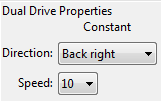 Dual Drive Properties
Constant
Direction: Back right
Speed: 10